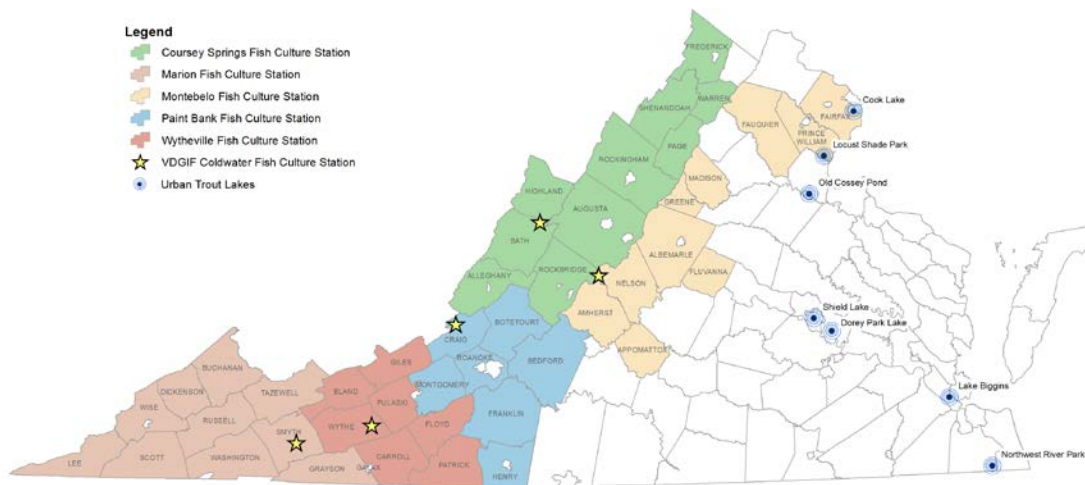 Legend
Coursey Springs Fish Culture Station
Marion Fish Culture Station
Montebelo Fish Culture Station
Paint Bank Fish Culture Station
Wytheville Fish Culture Station
VDGIF Coldwater Fish Culture Station
Urban Trout Lakes
FREDERICK
WARREN
SHENANDOAH
PAGE
ROCKINGHAM
HIGHLAND
AUGUSTA
BATH
ALLEGHANY
ROCKBRIDGE
FAUQUIER
PRINCE
WILLIAM
FAIRFAX
Cook Lake
Locust Shade Park
Old Cossey Pond
MADISON
GREENE
ALBEMARLE
FLUVANNA
NELSON
AMHERST
APPOMATTOX
Shield Lake
Dorey Park Lake
Lake Biggins
Northwest River Park
BOTETOURT
CRAIG
ROANOKE
BEDFORD
MONTGOMERY
FRANKLIN
HENRY
GILES
BLAND
PULASKI
WYTHE
FLOYD
CARROLL
PATRICK
GALAX
BUCHANAN
DICKENSON
TAZEWELL
WISE
RUSSELL
SMYTH
LEE
SCOTT
WASHINGTON
GRAYSON